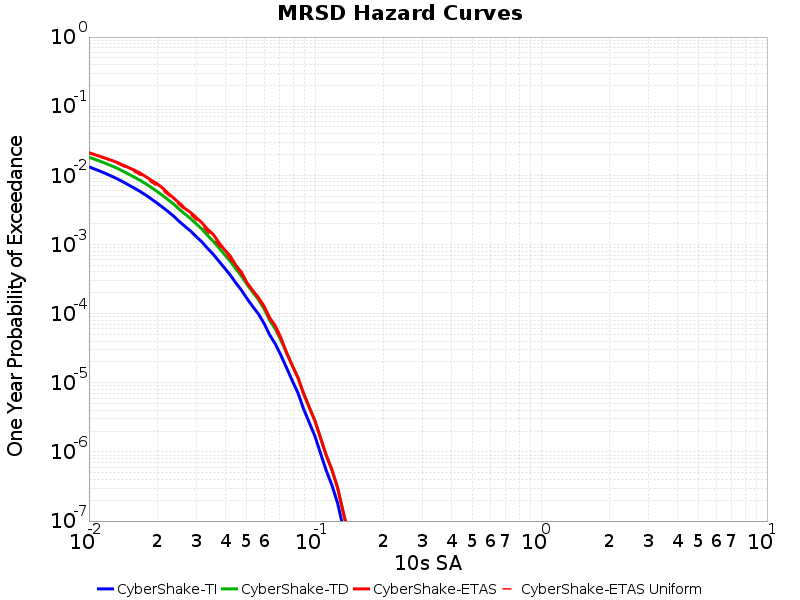 MRSD Hazard Curves
One Year Probability of Exceedance
10^0
10^-1
10^-2
10^-3
10^-4
10^-5
10^-6
10^-7
10^-2 2 3 4 5 6 10^-1 2 3 4 5 6 7 10^0 2 3 4 5 6 7 10^1
10s SA
CyberShake-TI CyberShake-TD CyberShake-ETAS CyberShake-ETAS Uniform